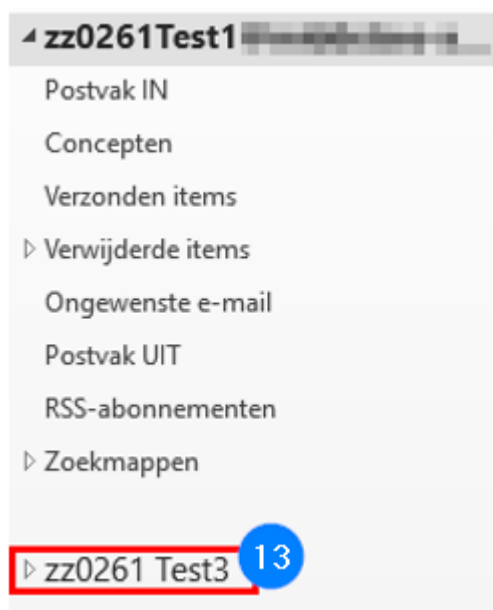 zz0261Test1
Postvak IN
Concepten
Verzonden items
Verwijderde items
Ongewenste e-mail
Postvak UIT
RSS-abonnementen
Zoekmappen
zz0261 Test3 13